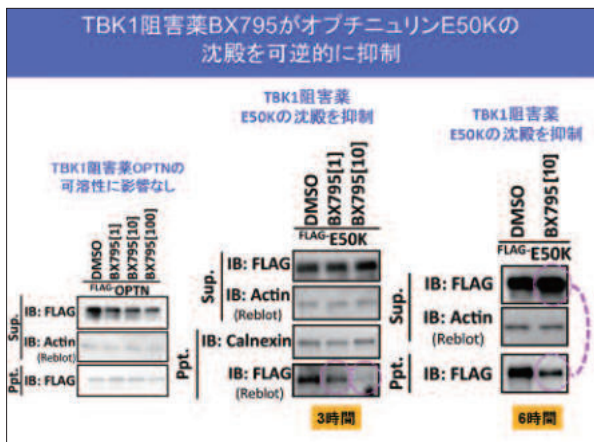 TBK1阻害薬BX795がオプチニュリンE50Kの
沈殿を可逆的に抑制
TBK1阻害薬OPTNの
可溶性に影響なし
DMSO
BX795[1]
BX795[10]
BX795[100]
FLAG-OPTN
Sup.
IB: FLAG
IB: Actin
(Reblot)
Ppt.
IB: FLAG
TBK1阻害薬
E50Kの沈殿を抑制
DMSO
BX795[1]
BX795[10]
FLAG-E50K
Sup.
IB: FLAG
IB: Actin
(Reblot)
Ppt.
IB: Calnexin
IB: FLAG
(Reblot)
3時間
TBK1阻害薬
E50Kの沈殿を抑制
DMSO
BX795[10]
FLAG-E50K
Sup.
IB: FLAG
IB: Actin
(Reblot)
Ppt.
IB: FLAG
6時間